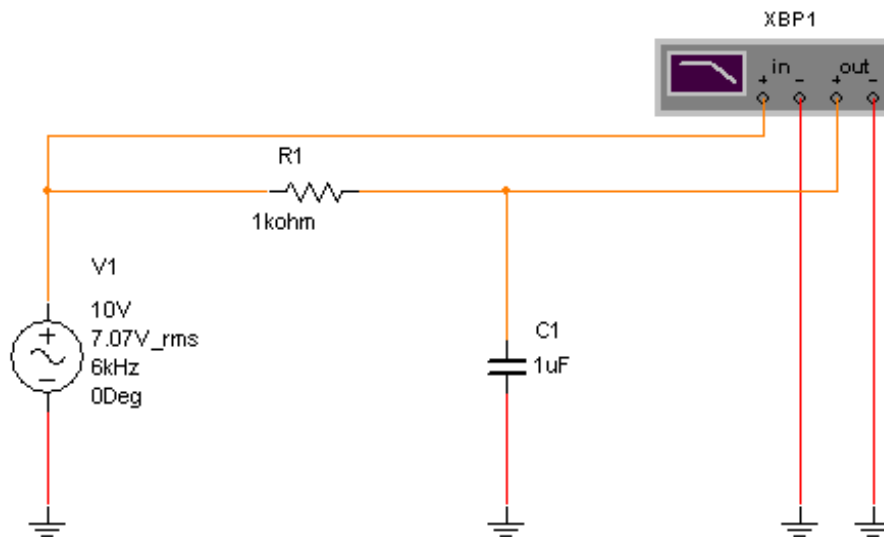 XBP1
+ in − + out −
R1
1kohm
V1
10V
7.07V_rms
6kHz
0Deg
+
−
C1
1uF